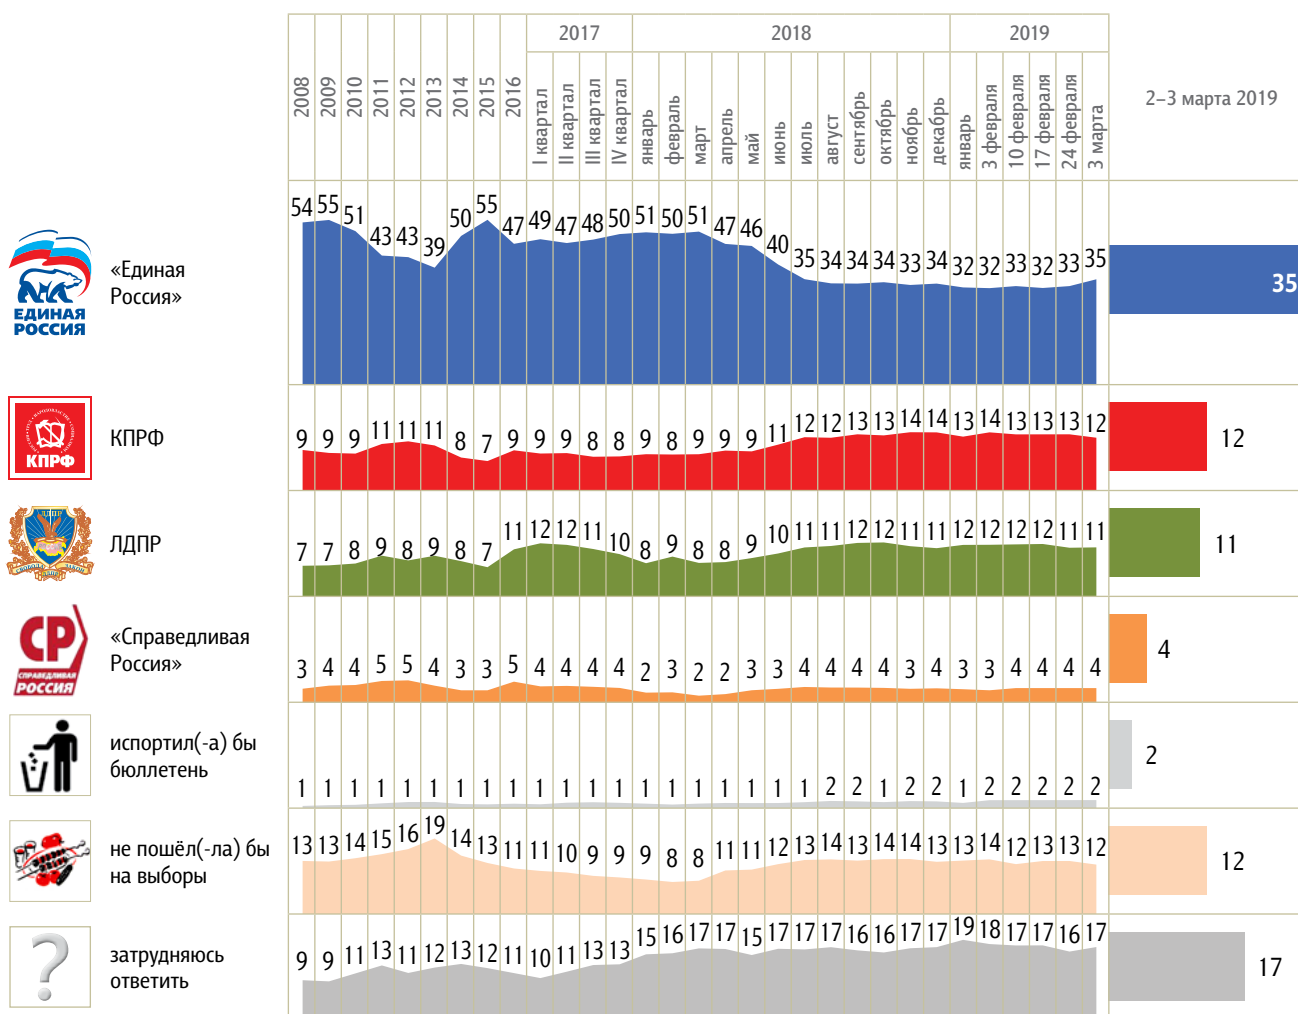 2017 2018 2019
2008 2009 2010 2011 2012 2013 2014 2015 2016 I квартал II квартал III квартал IV квартал январь февраль март апрель май июнь июль август сентябрь октябрь ноябрь декабрь январь 3 февраля 10 февраля 17 февраля 24 февраля 3 марта
2–3 марта 2019
54 55 51 43 43 39 50 55 47 49 47 48 50 51 50 51 47 46 40 35 34 34 34 33 34 32 32 33 32 33 35
«Единая
Россия»
ЕДИНАЯ
РОССИЯ
35
КПРФ
КПРФ
9 9 9 11 11 11 8 7 9 9 9 8 8 9 8 9 9 9 11 12 12 13 13 14 14 13 14 13 13 13 12
12
ЛДПР
7 7 8 9 8 9 8 7 11 12 12 11 10 8 9 8 8 9 10 11 11 12 12 11 11 12 12 12 12 11 11
11
СР
СПРАВЕДЛИВАЯ
РОССИЯ
«Справедливая
Россия»
3 4 4 5 5 4 3 3 5 4 4 4 4 2 3 2 2 3 3 4 4 4 4 3 4 3 3 4 4 4 4
4
испортил(-а) бы
бюллетень
1 1 1 1 1 1 1 1 1 1 1 1 1 1 1 1 1 1 1 1 2 2 1 2 2 1 2 2 2 2 2
2
не пошёл(-ла) бы
на выборы
13 13 14 15 16 19 14 13 11 11 10 9 9 9 8 8 11 11 12 13 14 13 14 14 13 13 14 12 13 13 12
12
?
затрудняюсь
ответить
9 9 11 13 11 12 13 12 11 10 11 13 13 15 16 17 17 15 17 17 17 16 16 17 17 19 18 17 17 16 17
17